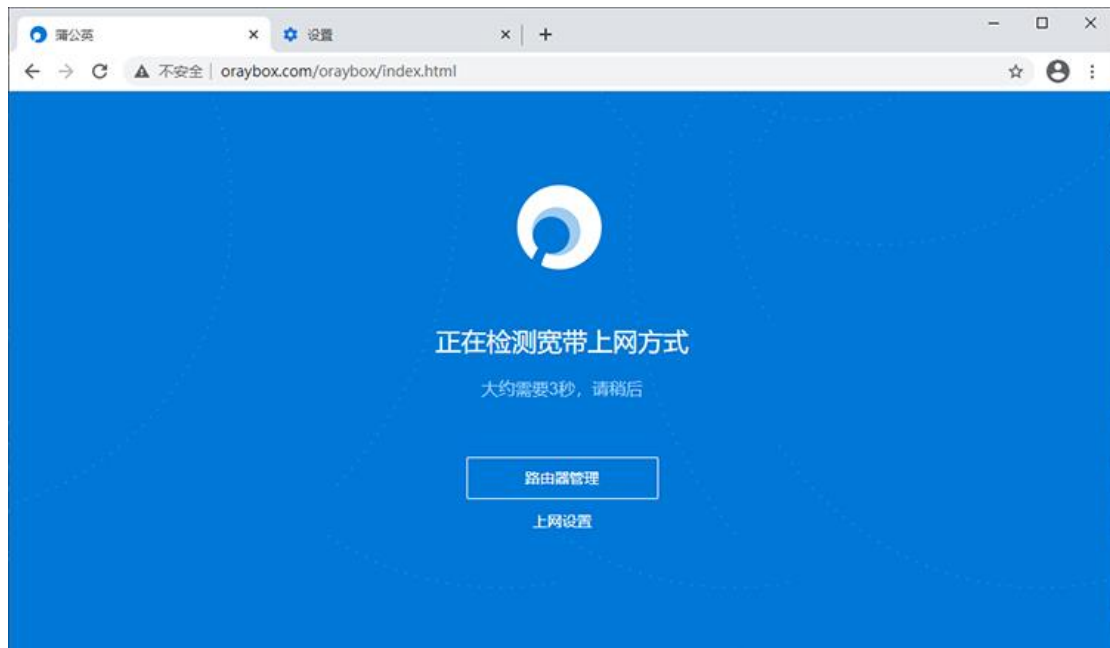 蒲公英
设置
不安全 | oraybox.com/oraybox/index.html
正在检测宽带上网方式
大约需要3秒，请稍后
路由器管理
上网设置